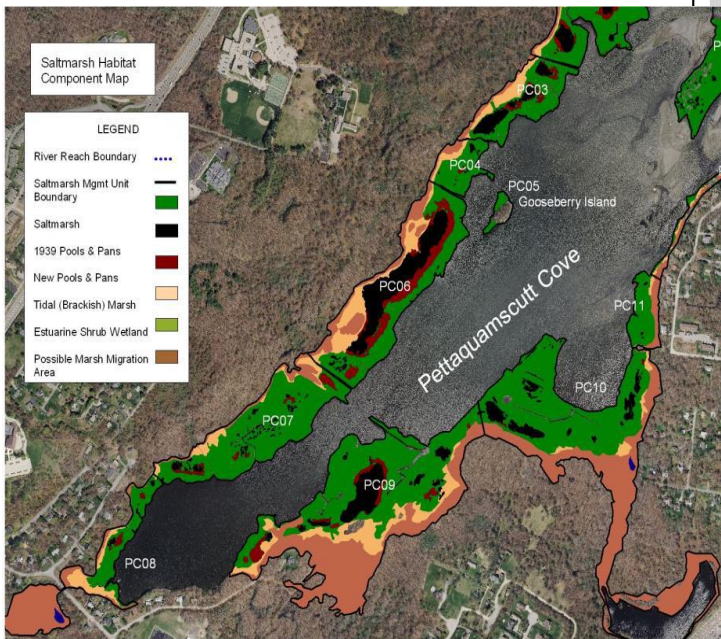 Saltmarsh Habitat
Component Map
LEGEND
River Reach Boundary
Saltmarsh Mgmt Unit
Boundary
Saltmarsh
1939 Pools & Pans
New Pools & Pans
Tidal (Brackish) Marsh
Estuarine Shrub Wetland
Possible Marsh Migration
Area
PC03
PC04
PC05
Gooseberry Island
PC06
Pettaquamscutt Cove
PC11
PC10
PC07
PC09
PC08
P